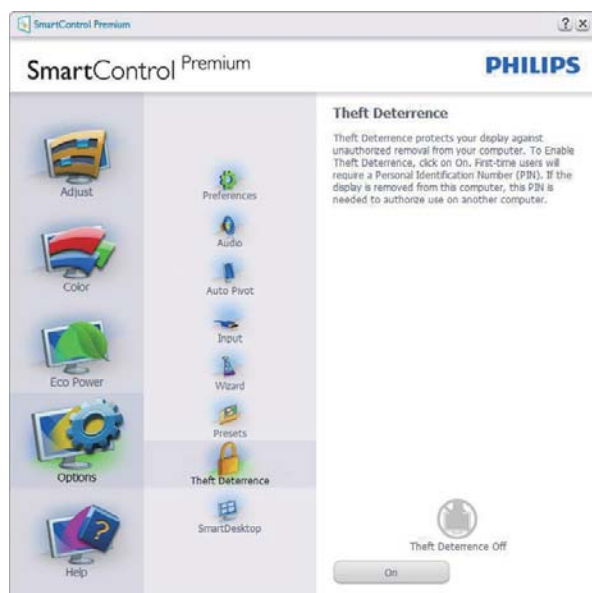 SmartControl Premium
? x
SmartControl Premium
PHILIPS
Adjust
Color
Eco Power
Options
Help
Preferences
Audio
Auto Pivot
Input
Wizard
Presets
Theft Deterrence
SmartDesktop
Theft Deterrence
Theft Deterrence protects your display against
unauthorized removal from your computer. To Enable
Theft Deterrence, click on On. First-time users will
require a Personal Identification Number (PIN). If the
display is removed from this computer, this PIN is
needed to authorize use on another computer.
Theft Deterrence Off
On